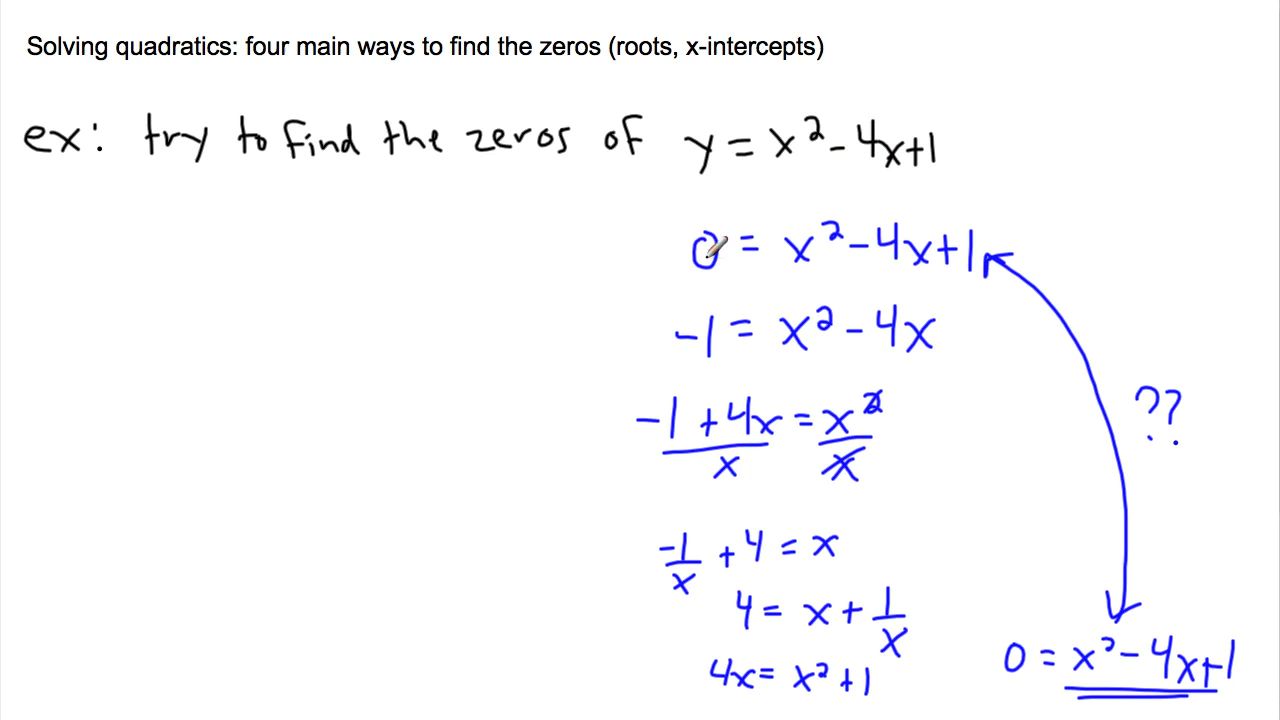 Solving quadratics: four main ways to find the zeros (roots, x-intercepts)
ex: try to find the zeros of y = x² - 4x+1
0 = x² - 4x+1
-1 = x² - 4x
-1 + 4x = x²
x x
??
-1/x + 4 = x
4 = x + 1/x
4x = x² + 1
0 = x² - 4x+1